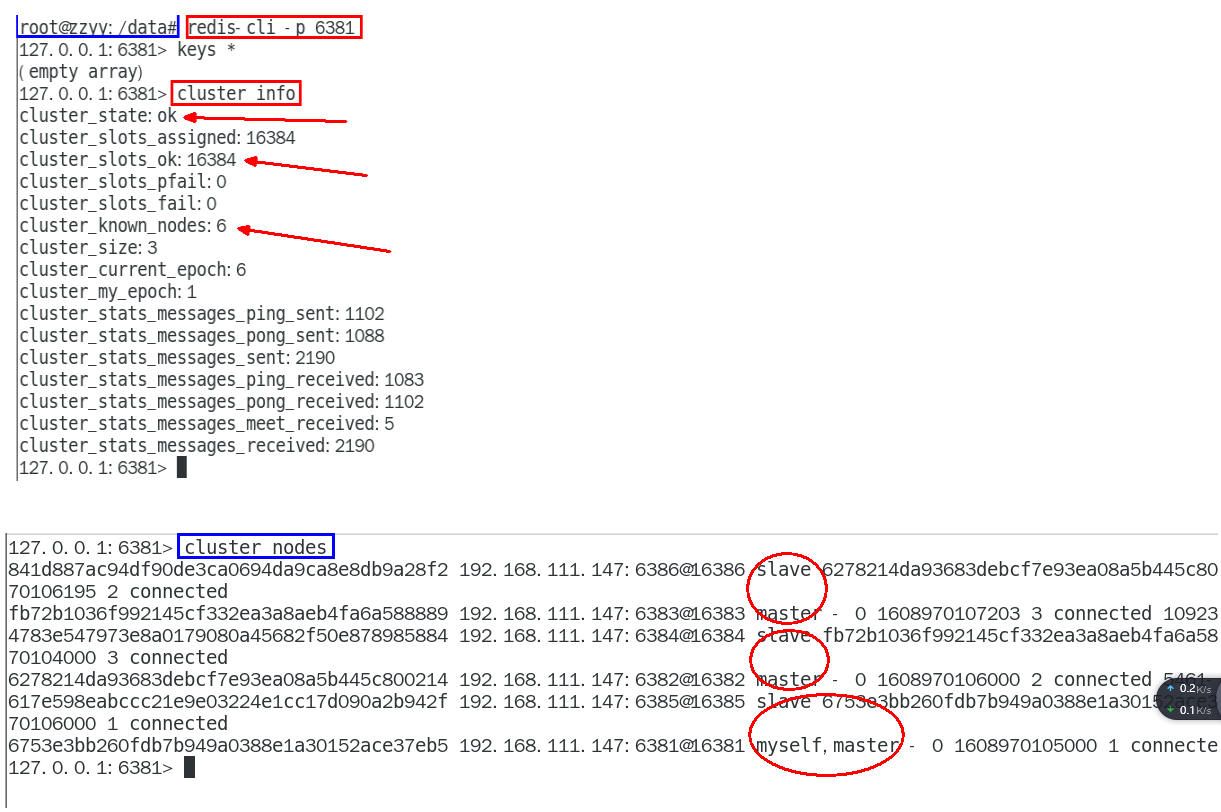 root@zzyy:/data# redis-cli -p 6381
127.0.0.1:6381> keys *
(empty array)
127.0.0.1:6381> cluster info
cluster_state:ok
cluster_slots_assigned:16384
cluster_slots_ok:16384
cluster_slots_pfail:0
cluster_slots_fail:0
cluster_known_nodes:6
cluster_size:3
cluster_current_epoch:6
cluster_my_epoch:1
cluster_stats_messages_ping_sent:1102
cluster_stats_messages_pong_sent:1088
cluster_stats_messages_sent:2190
cluster_stats_messages_ping_received:1083
cluster_stats_messages_pong_received:1102
cluster_stats_messages_meet_received:5
cluster_stats_messages_received:2190
127.0.0.1:6381>
127.0.0.1:6381> cluster nodes
841d887ac94df90de3ca0694da9ca8e8db9a28f2 192.168.111.147:6386@16386 slave 6278214da93683debcf7e93ea08a5b445c80
70106195 2 connected
fb72b1036f992145cf332ea3a8aeb4fa6a588889 192.168.111.147:6383@16383 master - 0 1608970107203 3 connected 10923
4783e547973e8a0179080a45682f50e878985884 192.168.111.147:6384@16384 slave fb72b1036f992145cf332ea3a8aeb4fa6a58
70104000 3 connected
6278214da93683debcf7e93ea08a5b445c800214 192.168.111.147:6382@16382 master - 0 1608970106000 2 connected 5461-
617e598eabccc21e9e03224e1cc17d090a2b942f 192.168.111.147:6385@16385 slave 6753e3bb260fdb7b949a0388e1a30152ace3
70106000 1 connected
6753e3bb260fdb7b949a0388e1a30152ace37eb5 192.168.111.147:6381@16381 myself,master - 0 1608970105000 1 connecte
127.0.0.1:6381>
0.2K/s
0.1K/s